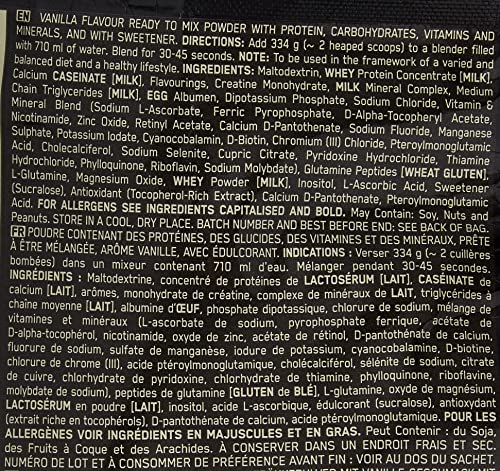 EN VANILLA FLAVOUR READY TO MIX POWDER WITH PROTEIN, CARBOHYDRATES, VITAMINS AND
MINERALS, AND WITH SWEETENER. DIRECTIONS: Add 334 g (~ 2 heaped scoops) to a blender filled
with 710 ml of water. Blend for 30-45 seconds. NOTE: To be used in the framework of a varied and
balanced diet and a healthy lifestyle. INGREDIENTS: Maltodextrin, WHEY Protein Concentrate [MILK],
Calcium CASEINATE [MILK], Flavourings, Creatine Monohydrate, MILK Mineral Complex, Medium
Chain Triglycerides [MILK], EGG Albumen, Dipotassium Phosphate, Sodium Chloride, Vitamin &
Mineral Blend (Sodium L-Ascorbate, Ferric Pyrophosphate, D-Alpha-Tocopheryl Acetate,
Nicotinamide, Zinc Oxide, Retinyl Acetate, Calcium D-Pantothenate, Sodium Fluoride, Manganese
Sulphate, Potassium Iodate, Cyanocobalamin, D-Biotin, Chromium (III) Chloride, Pteroylmonoglutamic
Acid, Cholecalciferol, Sodium Selenite, Cupric Citrate, Pyridoxine Hydrochloride, Thiamine
Hydrochloride, Phylloquinone, Riboflavin, Sodium Molybdate), Glutamine Peptides [WHEAT GLUTEN],
L-Glutamine, Magnesium Oxide, WHEY Powder [MILK], Inositol, L-Ascorbic Acid, Sweetener
(Sucralose), Antioxidant (Tocopherol-Rich Extract), Calcium D-Pantothenate, Pteroylmonoglutamic
Acid. FOR ALLERGENS SEE INGREDIENTS CAPITALISED AND BOLD. May Contain: Soy, Nuts and
Peanuts. STORE IN A COOL, DRY PLACE. BATCH NUMBER AND BEST BEFORE END: SEE BACK OF BAG.
FR POUDRE CONTENANT DES PROTÉINES, DES GLUCIDES, DES VITAMINES ET DES MINÉRAUX, PRÊTE
À ÊTRE MÉLANGÉE, ARÔME VANILLE, AVEC ÉDULCORANT. INDICATIONS : Verser 334 g (~ 2 cuillères
bombées) dans un mixeur contenant 710 ml d'eau. Mélanger pendant 30-45 secondes.
INGRÉDIENTS : Maltodextrine, concentré de protéines de LACTOSÉRUM [LAIT], CASÉINATE de
calcium [LAIT], arômes, monohydrate de créatine, complexe de minéraux de LAIT, triglycérides à
chaîne moyenne [LAIT], albumine d'ŒUF, phosphate dipotassique, chlorure de sodium, mélange de
vitamines et minéraux (L-ascorbate de sodium, pyrophosphate ferrique, acétate de
D-alpha-tocophérol, nicotinamide, oxyde de zinc, acétate de rétinol, D-pantothénate de calcium,
fluorure de sodium, sulfate de manganèse, iodure de potassium, cyanocobalamine, D-biotine,
chlorure de chrome (III), acide ptéroylmonoglutamique, cholécalciférol, sélénite de sodium, citrate
de cuivre, chlorhydrate de pyridoxine, chlorhydrate de thiamine, phylloquinone, riboflavine,
molybdate de sodium), peptides de glutamine [GLUTEN de BLÉ], L-glutamine, oxyde de magnésium,
LACTOSÉRUM en poudre [LAIT], inositol, acide L-ascorbique, édulcorant (sucralose), antioxydant
(extrait riche en tocophérols), D-pantothénate de calcium, acide ptéroylmonoglutamique. POUR LES
ALLERGÈNES VOIR INGRÉDIENTS EN MAJUSCULES ET EN GRAS. Peut Contenir : du Soja,
des Fruits à Coque et des Arachides. À CONSERVER DANS UN ENDROIT FRAIS ET SEC.
NUMÉRO DE LOT ET À CONSOMMER DE PRÉFÉRENCE AVANT FIN : VOIR AU DOS DU SACHET.